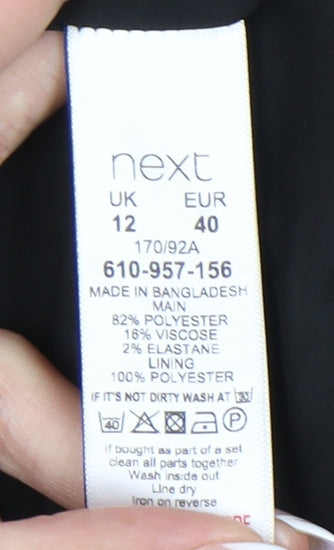 next
UK EUR
12 40
170/92A
610-957-156
MADE IN BANGLADESH
MAIN
82% POLYESTER
16% VISCOSE
2% ELASTANE
LINING
100% POLYESTER
IF IT'S NOT DIRTY WASH AT 30
40 P
If bought as part of a set
clean all parts together
Wash inside out
Line dry
Iron on reverse